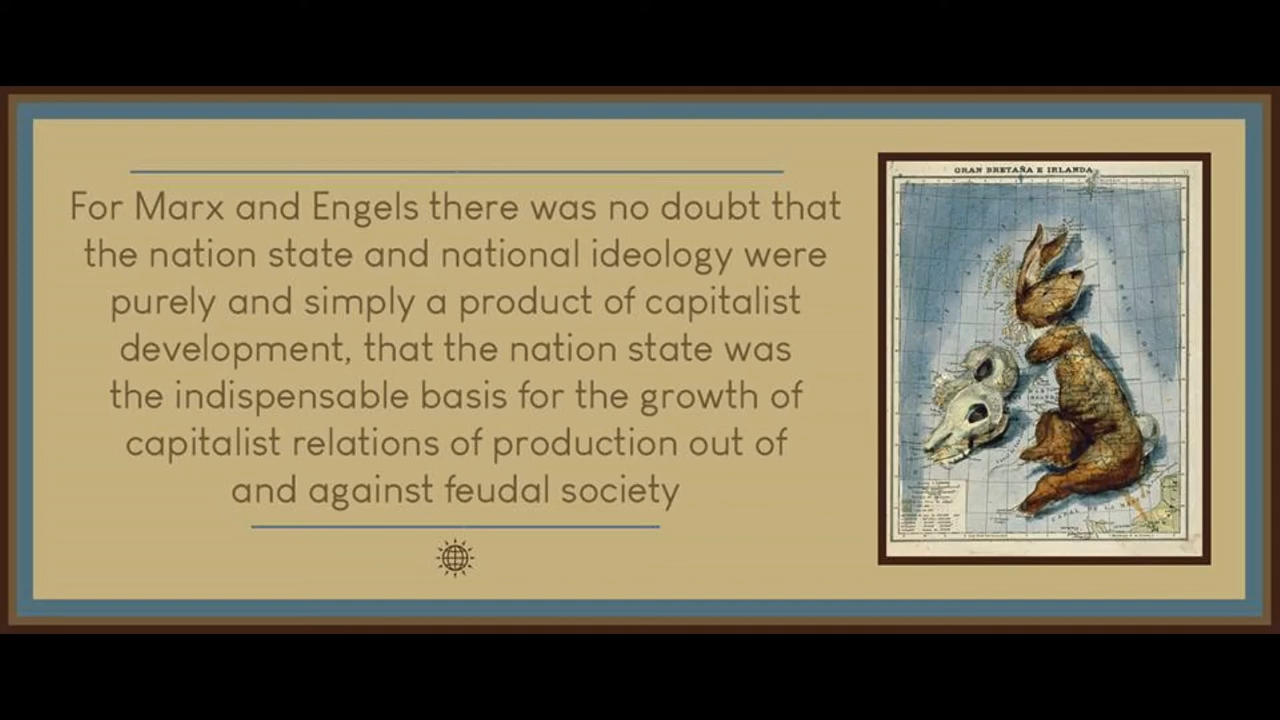 For Marx and Engels there was no doubt that
the nation state and national ideology were
purely and simply a product of capitalist
development, that the nation state was
the indispensable basis for the growth of
capitalist relations of production out of
and against feudal society
GRAN BRETAÑA E IRLANDA